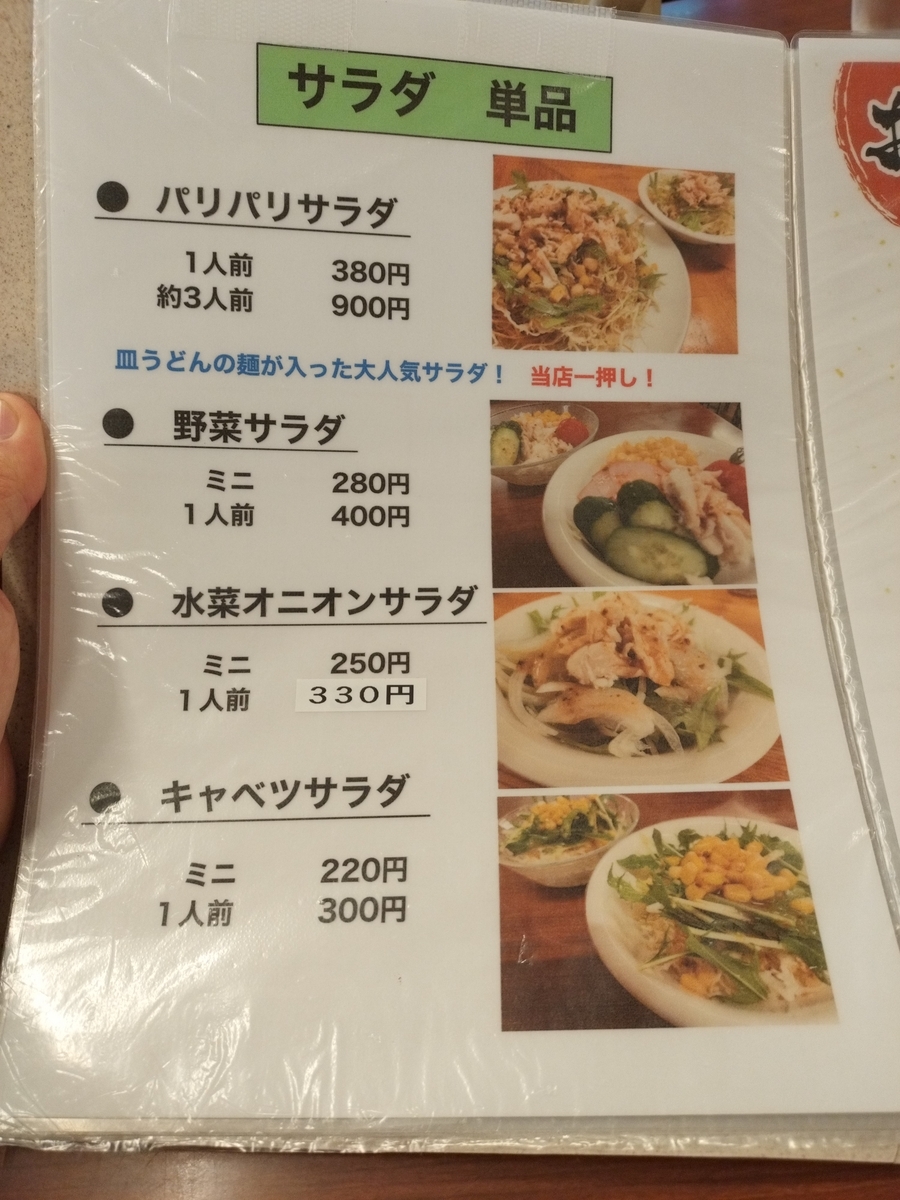 サラダ 単品
● パリパリサラダ
1人前 380円
約3人前 900円
皿うどんの麺が入った大人気サラダ! 当店一押し!
● 野菜サラダ
ミニ 280円
1人前 400円
● 水菜オニオンサラダ
ミニ 250円
1人前 330円
● キャベツサラダ
ミニ 220円
1人前 300円